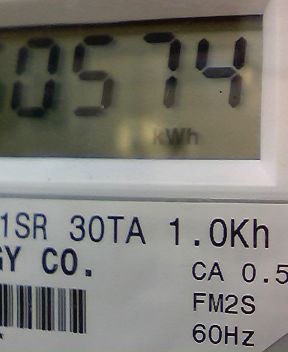 0574
kWh
1SR 30TA 1.0Kh
GY CO.
CA 0.5
FM2S
60Hz